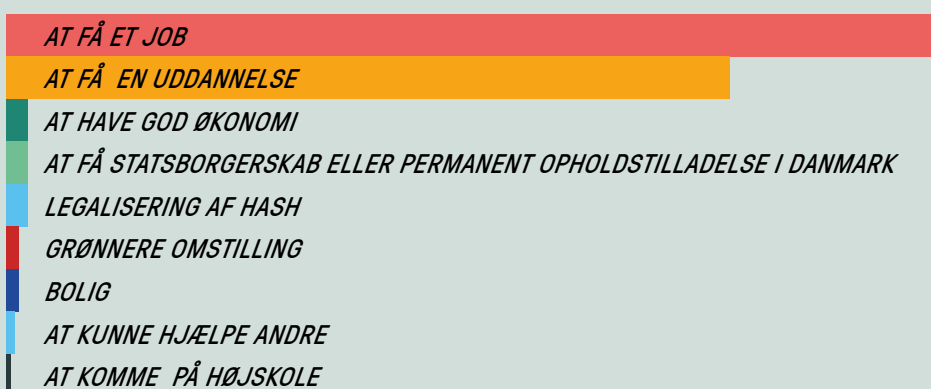 AT FÅ ET JOB
AT FÅ EN UDDANNELSE
AT HAVE GOD ØKONOMI
AT FÅ STATSBORGERSKAB ELLER PERMANENT OPHOLDSTILLADELSE I DANMARK
LEGALISERING AF HASH
GRØNNERE OMSTILLING
BOLIG
AT KUNNE HJÆLPE ANDRE
AT KOMME PÅ HØJSKOLE